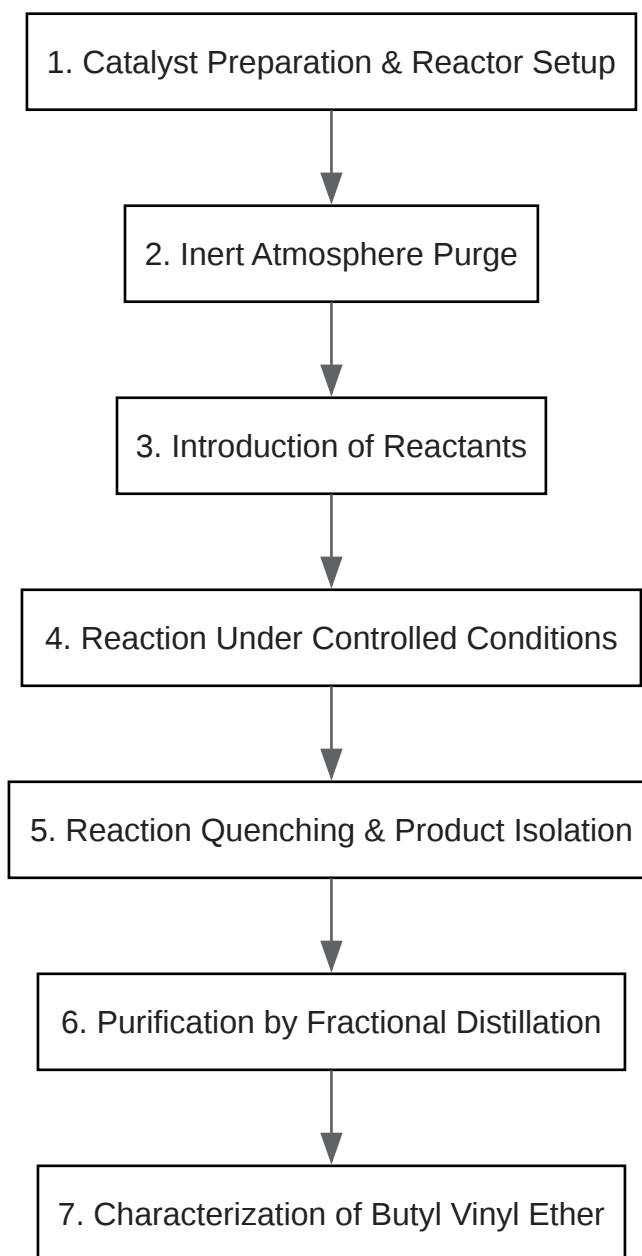 1. Catalyst Preparation & Reactor Setup
2. Inert Atmosphere Purge
3. Introduction of Reactants
4. Reaction Under Controlled Conditions
5. Reaction Quenching & Product Isolation
6. Purification by Fractional Distillation
7. Characterization of Butyl Vinyl Ether